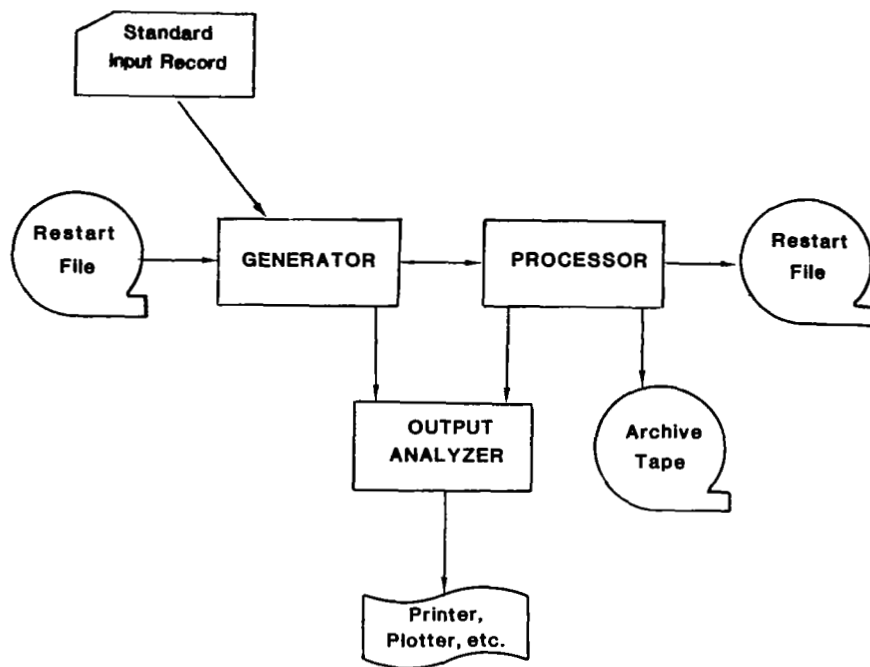 Standard
Input Record
Restart
File
GENERATOR
PROCESSOR
Restart
File
OUTPUT
ANALYZER
Archive
Tape
Printer,
Plotter, etc.